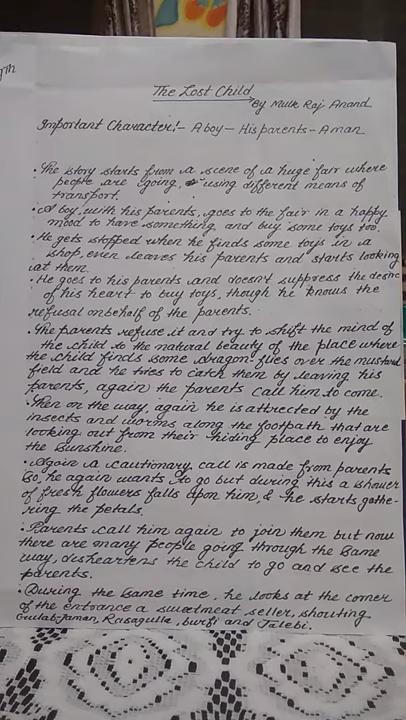 The Lost Child
By Mulk Raj Anand
Important Character:- A boy - His parents - A man
• The story starts from a scene of a huge fair where
people are going, using different means of
transport.
• A boy, with his parents, goes to the fair in a happy
mood to have something, and buy some toys too.
• He gets stopped when he finds some toys in a
shop, even leaves his parents and starts looking
at them.
• He goes to his parents and doesn't suppress the desire
of his heart to buy toys, though he knows the
refusal onbehalf of the parents.
• The parents refuse it and try to shift the mind of
the child to the natural beauty of the place where
the child finds some dragon flies over the mustard
field and he tries to catch them by leaving his
parents, again the parents call him to come.
• Then on the way, again he is attrected by the
insects and worms along the footpath that are
looking out from their hiding place to enjoy
the sunshine.
• Again a cautionary call is made from parents
So, he again wants to go but during this a shower
of fresh flowers falls upon him, & he starts gathe-
ring the petals.
• Parents call him again to join them but now
there are many people going through the same
way, disheartens the child to go and see the
parents.
• During the same time, he looks at the corner
of the entrance a sweetmeat seller, shouting
Gulab-Jaman, Rasagulla, burfi and Jalebi.